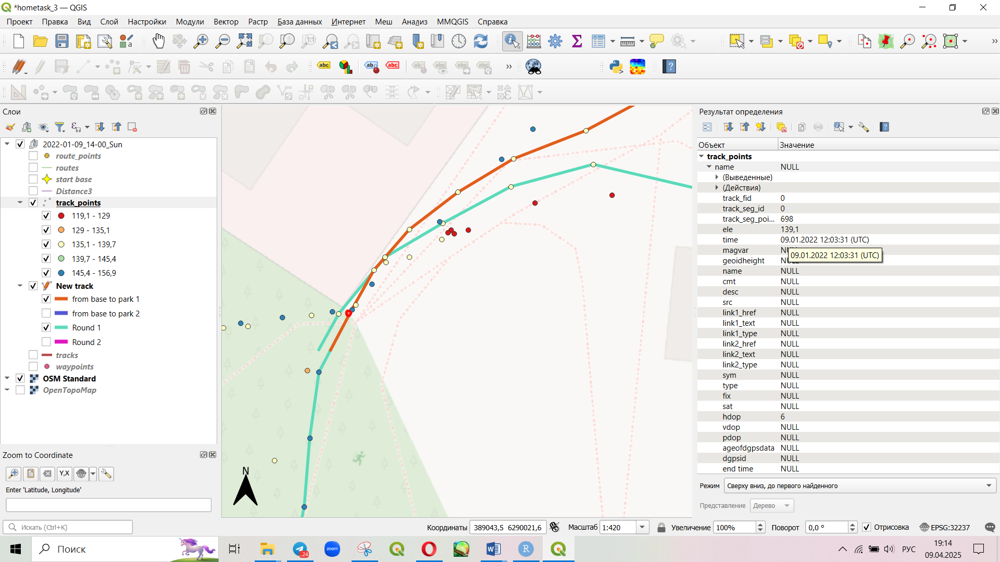 *hometask_3 — QGIS
Проект Правка Вид Слой Настройки Модули Вектор Растр База данных Интернет Меш Анализ MMQGIS Справка
Слои
2022-01-09_14-00_Sun
route_points
routes
start base
Distance3
track_points
119,1 - 129
129 - 135,1
135,1 - 139,7
139,7 - 145,4
145,4 - 156,9
New track
from base to park 1
from base to park 2
Round 1
Round 2
tracks
waypoints
OSM Standard
OpenTopoMap
Zoom to Coordinate
Y,X
Enter 'Latitude, Longitude'
Искать (Ctrl+K)
N
Результат определения
Объект Значение
track_points
name NULL
(Выведенные)
(Действия)
track_fid 0
track_seg_id 0
track_seg_poi... 698
ele 139,1
time 09.01.2022 12:03:31 (UTC)
magvar
09.01.2022 12:03:31 (UTC)
geoidheight
name NULL
cmt NULL
desc NULL
src NULL
link1_href NULL
link1_text NULL
link1_type NULL
link2_href NULL
link2_text NULL
link2_type NULL
sym NULL
type NULL
fix NULL
sat NULL
hdop 6
vdop NULL
pdop NULL
ageofdgpsdata NULL
dgpsid NULL
end time NULL
Режим Сверху вниз, до первого найденного
Представление Дерево
Координаты 389043,5 6290021,6 Масштаб 1:420 Увеличение 100% Поворот 0,0 ° Отрисовка EPSG:32237
Поиск
...24
zoom
W
R
РУС
19:14
09.04.2025